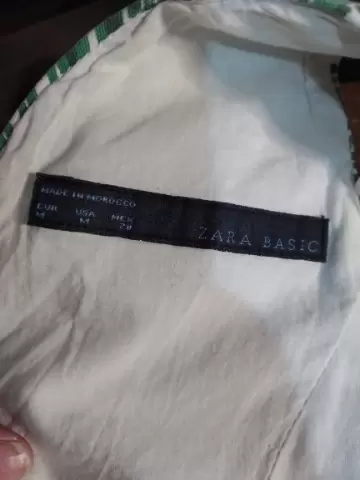 MADE IN MOROCCO
EUR USA MEX
M M 28
ZARA BASIC